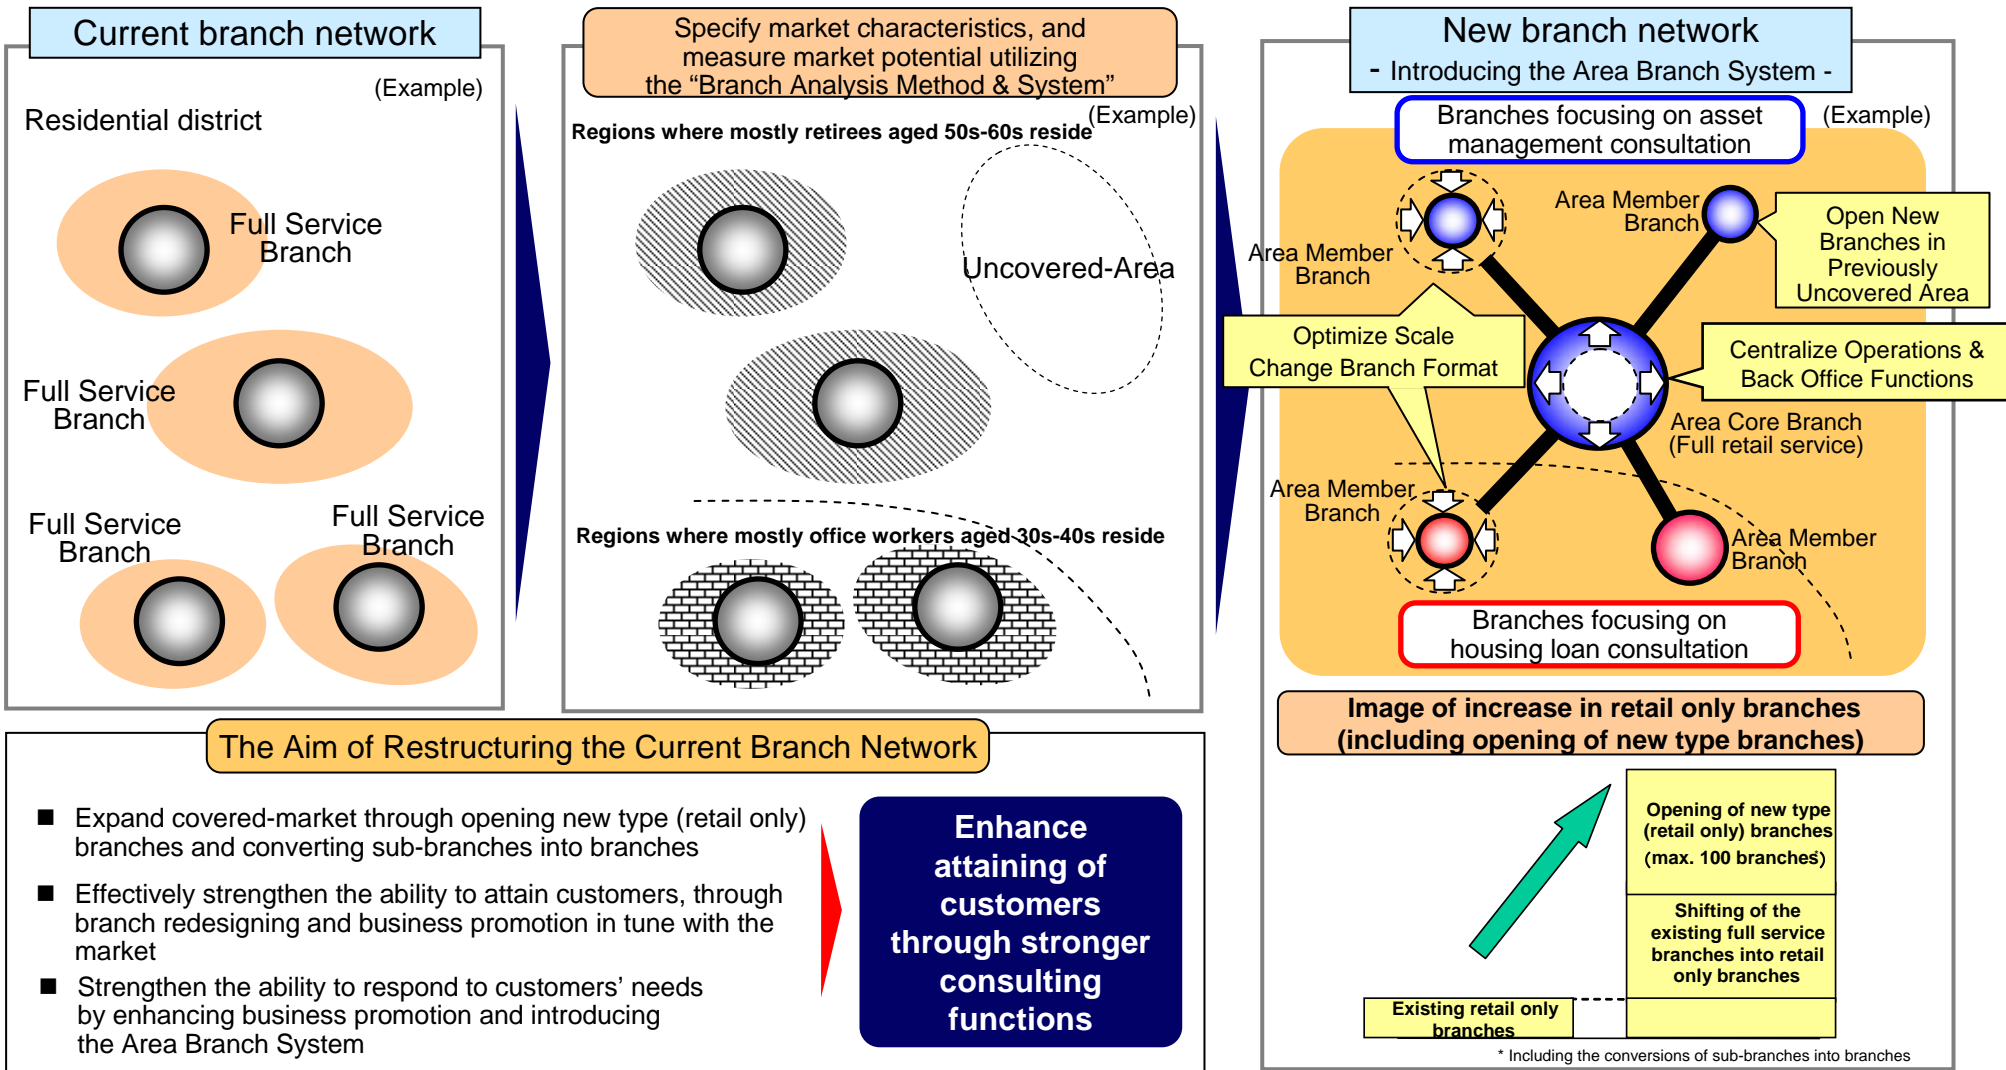 Current branch network
(Example)
Residential district
Full Service
Branch
Full Service
Branch
Full Service
Branch
Full Service
Branch
Specify market characteristics, and
measure market potential utilizing
the “Branch Analysis Method & System”
(Example)
Regions where mostly retirees aged 50s-60s reside
Uncovered-Area
Regions where mostly office workers aged 30s-40s reside
New branch network
- Introducing the Area Branch System -
(Example)
Branches focusing on asset
management consultation
Area Member
Branch
Area Member
Branch
Open New
Branches in
Previously
Uncovered Area
Optimize Scale
Change Branch Format
Centralize Operations &
Back Office Functions
Area Core Branch
(Full retail service)
Area Member
Branch
Area Member
Branch
Branches focusing on
housing loan consultation
Image of increase in retail only branches
(including opening of new type branches)
Opening of new type
(retail only) branches
(max. 100 branches*)
Shifting of the
existing full service
branches into retail
only branches
Existing retail only
branches
* Including the conversions of sub-branches into branches
The Aim of Restructuring the Current Branch Network
■ Expand covered-market through opening new type (retail only)
branches and converting sub-branches into branches
■ Effectively strengthen the ability to attain customers, through
branch redesigning and business promotion in tune with the
market
■ Strengthen the ability to respond to customers’ needs
by enhancing business promotion and introducing
the Area Branch System
Enhance
attaining of
customers
through stronger
consulting
functions